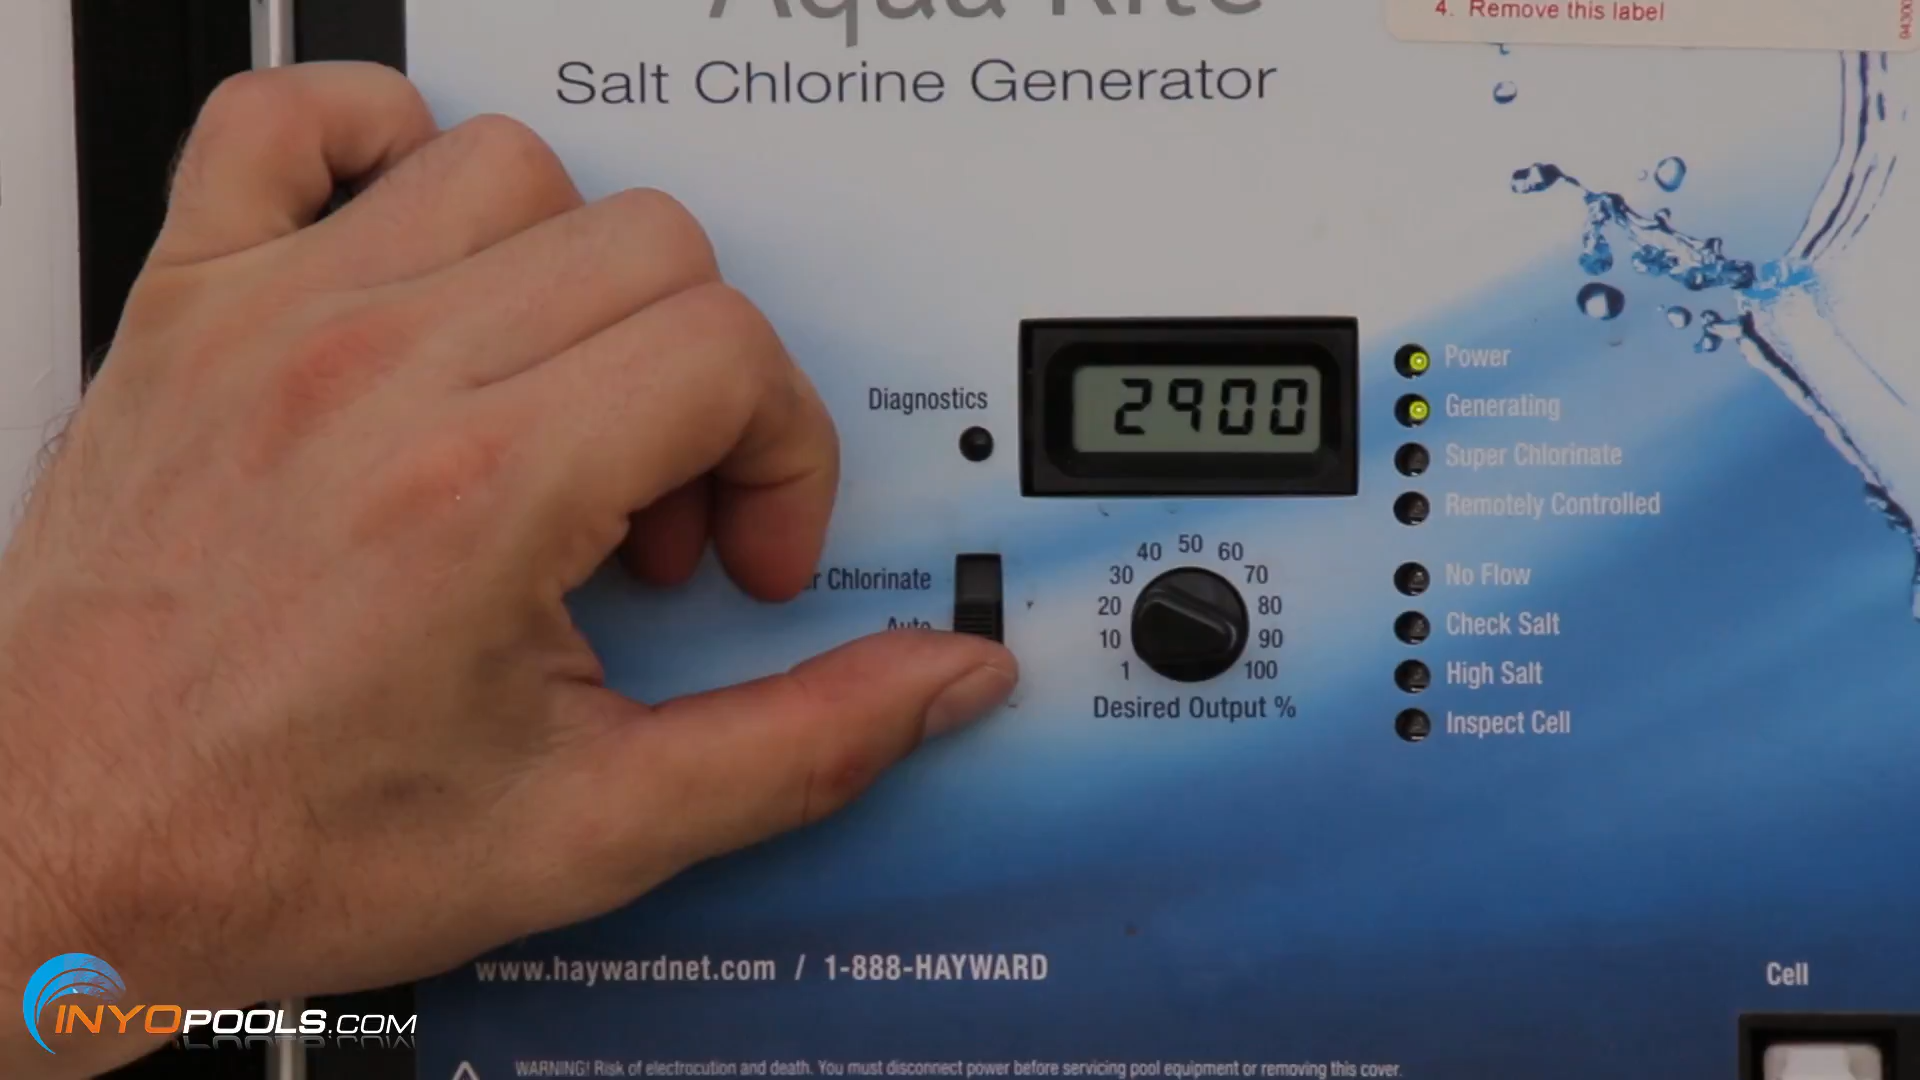 Aqua Rite
Salt Chlorine Generator
4. Remove this label
Diagnostics
2900
Power
Generating
Super Chlorinate
Remotely Controlled
r Chlorinate
Auto
40 50 60
30 70
20 80
10 90
1 100
Desired Output %
No Flow
Check Salt
High Salt
Inspect Cell
www.haywardnet.com / 1-888-HAYWARD
Cell
INYOPOOLS.COM
WARNING! Risk of electrocution and death. You must disconnect power before servicing pool equipment or removing this cover.